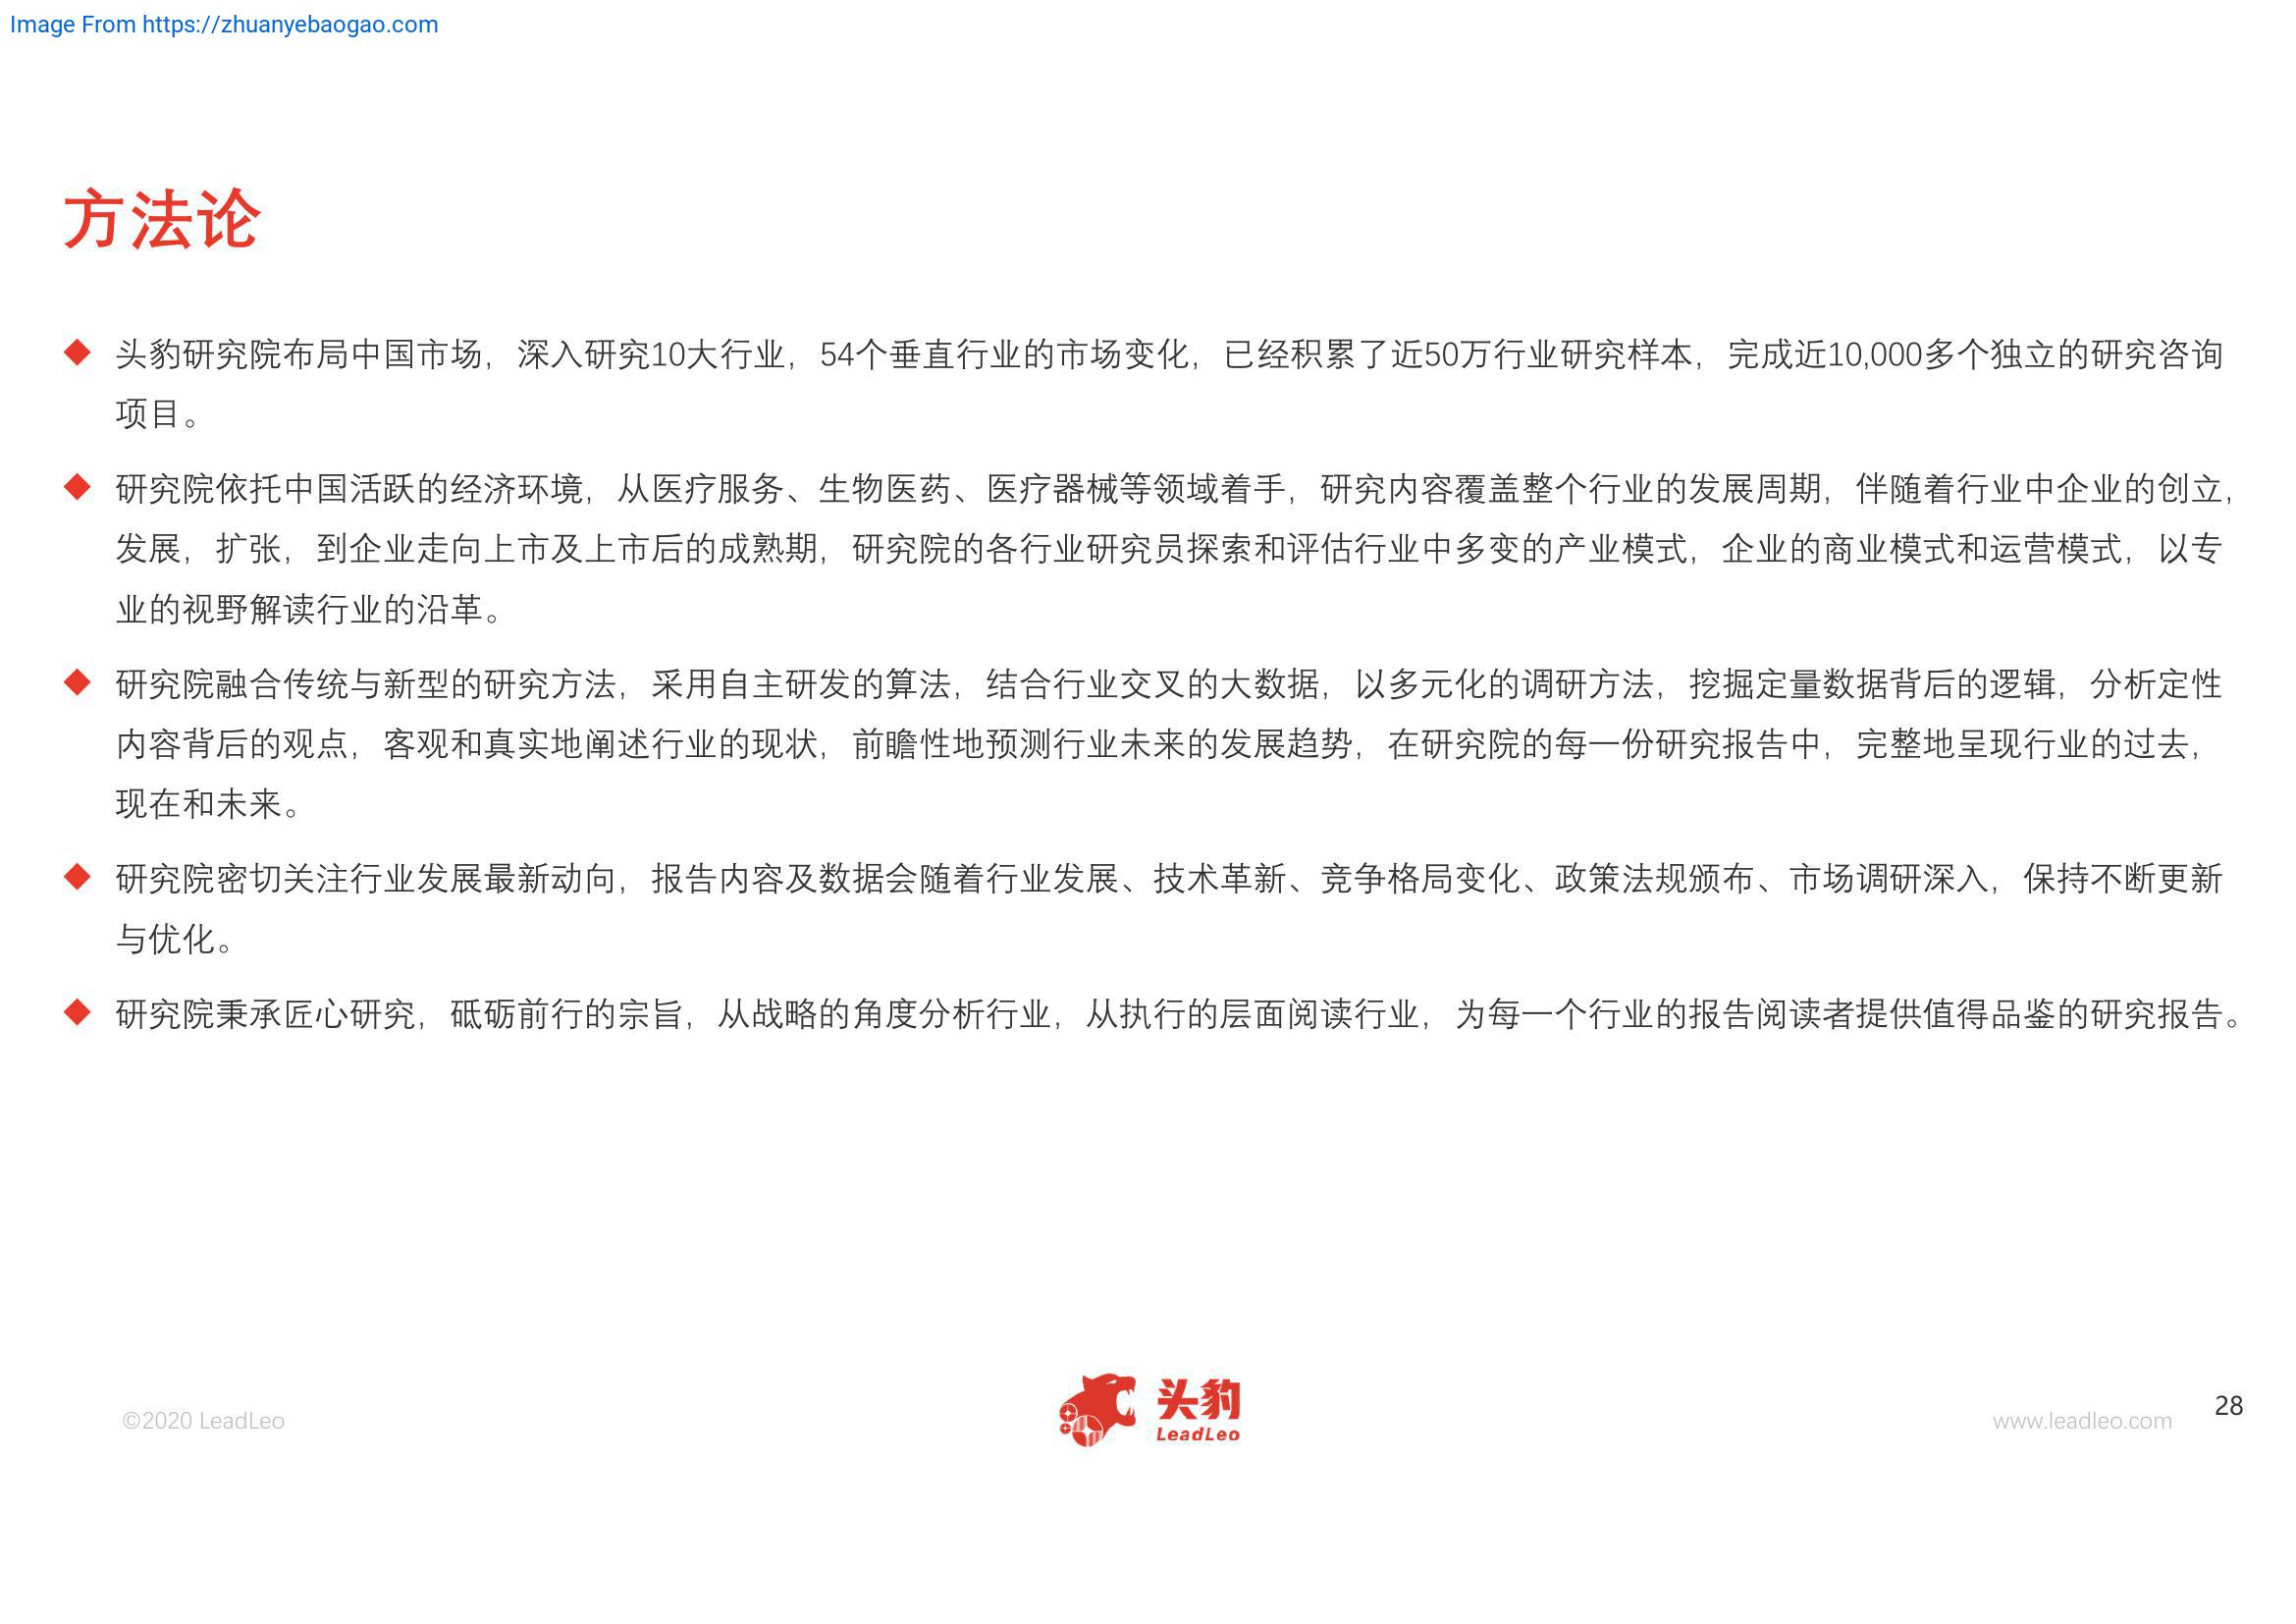 Image From https://zhuanyebaogao.com
方法论
头豹研究院布局中国市场，深入研究10大行业，54个垂直行业的市场变化，已经积累了近50万行业研究样本，完成近10,000多个独立的研究咨询
项目。
研究院依托中国活跃的经济环境，从医疗服务、生物医药、医疗器械等领域着手，研究内容覆盖整个行业的发展周期，伴随着行业中企业的创立，
发展，扩张，到企业走向上市及上市后的成熟期，研究院的各行业研究员探索和评估行业中多变的产业模式，企业的商业模式和运营模式，以专
业的视野解读行业的沿革。
研究院融合传统与新型的研究方法，采用自主研发的算法，结合行业交叉的大数据，以多元化的调研方法，挖掘定量数据背后的逻辑，分析定性
内容背后的观点，客观和真实地阐述行业的现状，前瞻性地预测行业未来的发展趋势，在研究院的每一份研究报告中，完整地呈现行业的过去，
现在和未来。
研究院密切关注行业发展最新动向，报告内容及数据会随着行业发展、技术革新、竞争格局变化、政策法规颁布、市场调研深入，保持不断更新
与优化。
研究院秉承匠心研究，砥砺前行的宗旨，从战略的角度分析行业，从执行的层面阅读行业，为每一个行业的报告阅读者提供值得品鉴的研究报告。
©2020 LeadLeo
头豹
LeadLeo
www.leadleo.com
28